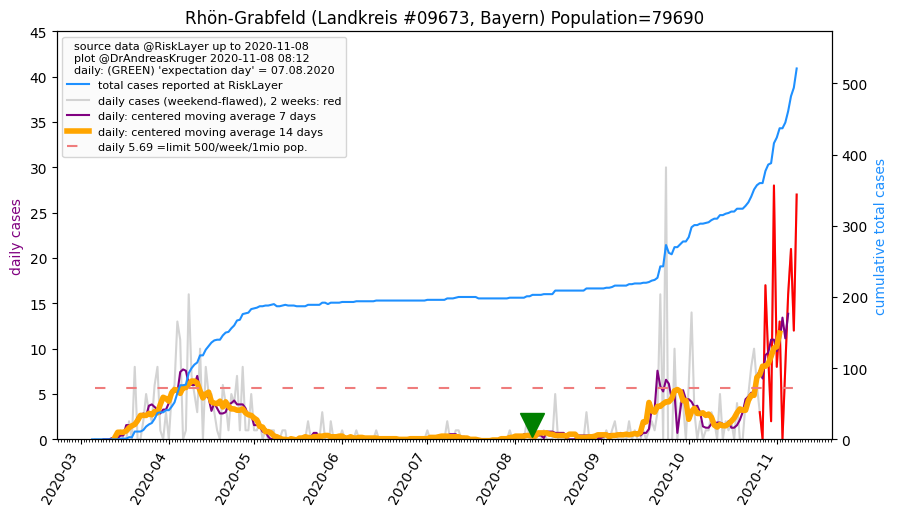 Rhön-Grabfeld (Landkreis #09673, Bayern) Population=79690
source data @RiskLayer up to 2020-11-08
plot @DrAndreasKruger 2020-11-08 08:12
daily: (GREEN) 'expectation day' = 07.08.2020
total cases reported at RiskLayer
daily cases (weekend-flawed), 2 weeks: red
daily: centered moving average 7 days
daily: centered moving average 14 days
daily 5.69 =limit 500/week/1mio pop.
daily cases
45
40
35
30
25
20
15
10
5
0
cumulative total cases
500
400
300
200
100
0
2020-03
2020-04
2020-05
2020-06
2020-07
2020-08
2020-09
2020-10
2020-11